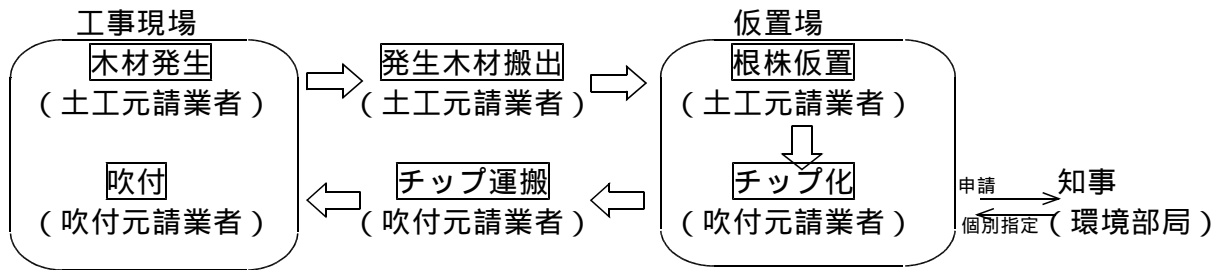 工事現場
仮置場
木材発生
発生木材搬出
根株仮置
(土工元請業者)
(土工元請業者)
(土工元請業者)
吹付
チップ運搬
チップ化
申請
知事
(吹付元請業者)
(吹付元請業者)
(吹付元請業者)
個別指定
(環境部局)